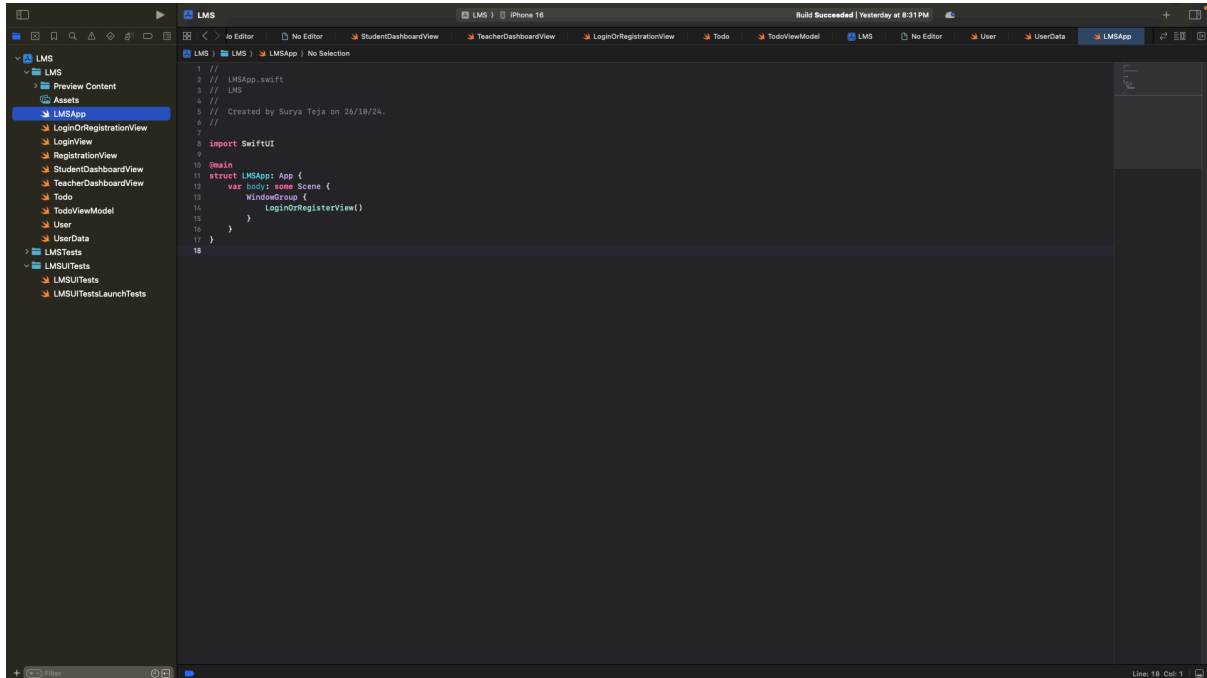 LMS
LMS
iPhone 16
Build Succeeded | Yesterday at 8:31 PM
No Editor
StudentDashboardView
TeacherDashboardView
LoginOrRegistrationView
Todo
TodoViewModel
LMS
No Editor
User
UserData
LMSApp
LMS
LMS
LMSApp
No Selection
LMS
LMS
Preview Content
Assets
LMSApp
LoginOrRegistrationView
LoginView
RegistrationView
StudentDashboardView
TeacherDashboardView
Todo
TodoViewModel
User
UserData
LMSTests
LMSUITests
LMSUITests
LMSUITestsLaunchTests
1 //
2 // LMSApp.swift
3 // LMS
4 //
5 // Created by Surya Teja on 26/10/24.
6 //
7
8 import SwiftUI
9
10 @main
11 struct LMSApp: App {
12 var body: some Scene {
13 WindowGroup {
14 LoginOrRegisterView()
15 }
16 }
17 }
18
Filter
Line: 18 Col: 1